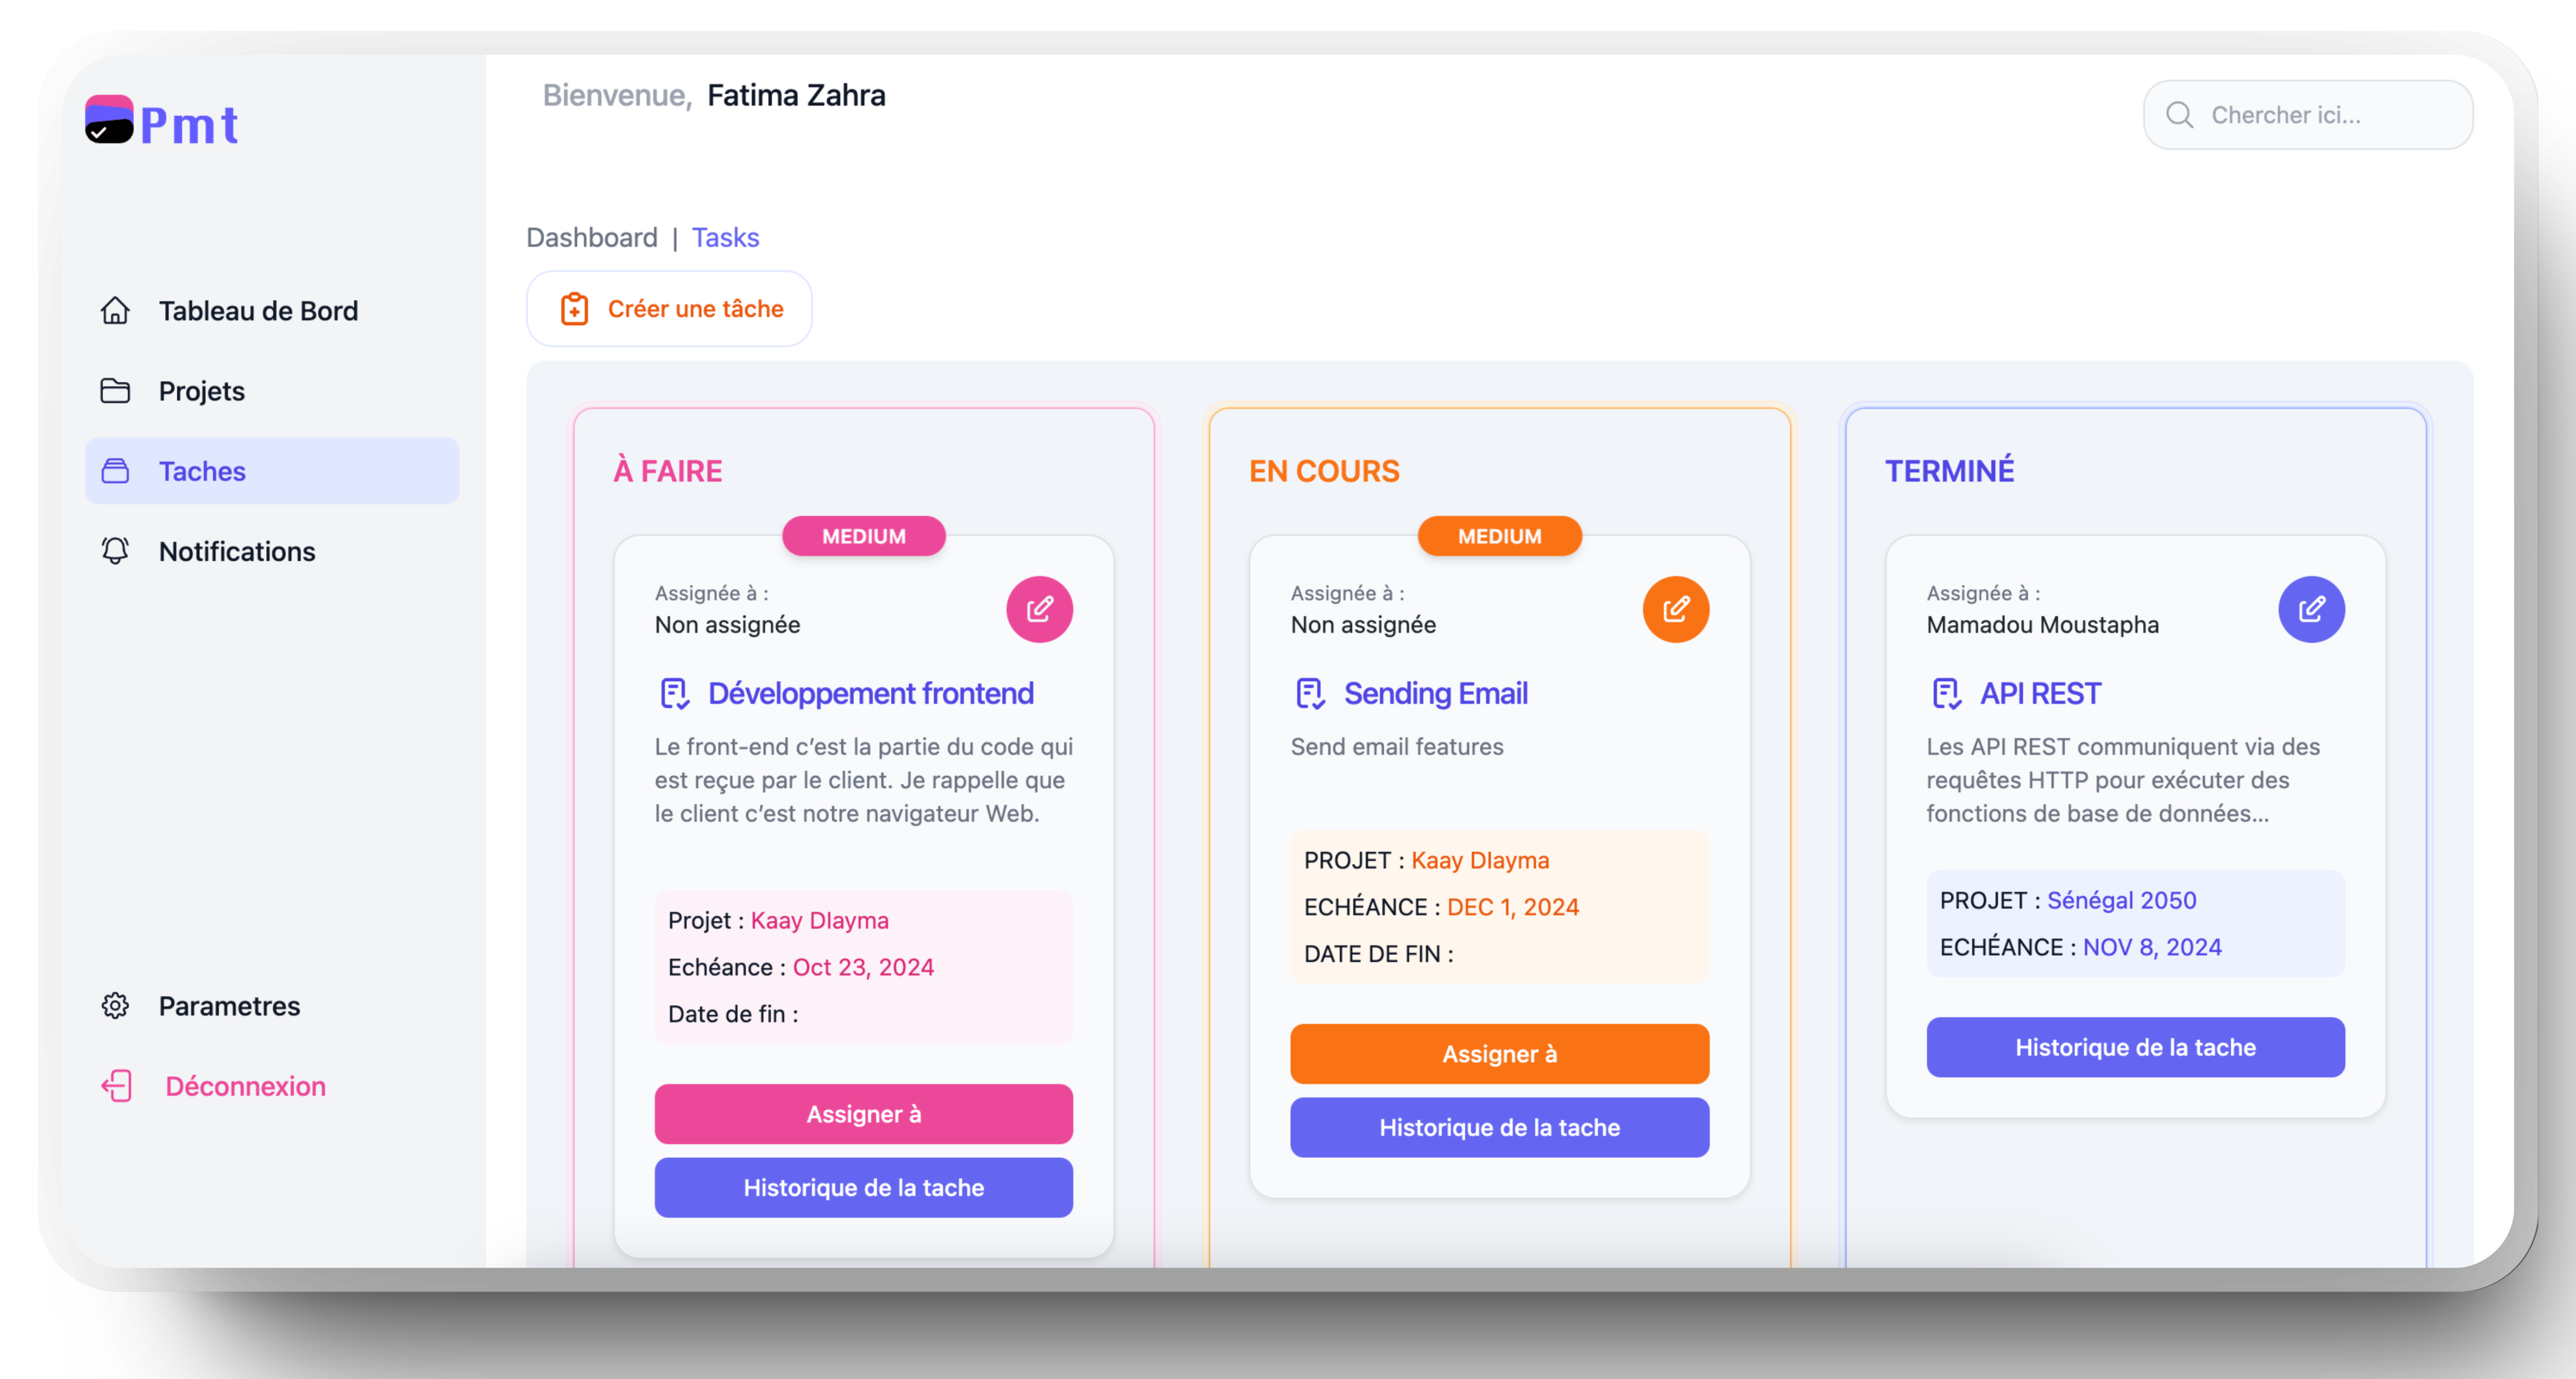 Pmt
Bienvenue, Fatima Zahra
Chercher ici...
Tableau de Bord
Projets
Taches
Notifications
Parametres
Déconnexion
Dashboard | Tasks
Créer une tâche
À FAIRE
MEDIUM
Assignée à :
Non assignée
Développement frontend
Le front-end c’est la partie du code qui
est reçue par le client. Je rappelle que
le client c’est notre navigateur Web.
Projet : Kaay Dlayma
Echéance : Oct 23, 2024
Date de fin :
Assigner à
Historique de la tache
EN COURS
MEDIUM
Assignée à :
Non assignée
Sending Email
Send email features
PROJET : Kaay Dlayma
ECHÉANCE : DEC 1, 2024
DATE DE FIN :
Assigner à
Historique de la tache
TERMINÉ
Assignée à :
Mamadou Moustapha
API REST
Les API REST communiquent via des
requêtes HTTP pour exécuter des
fonctions de base de données...
PROJET : Sénégal 2050
ECHÉANCE : NOV 8, 2024
Historique de la tache